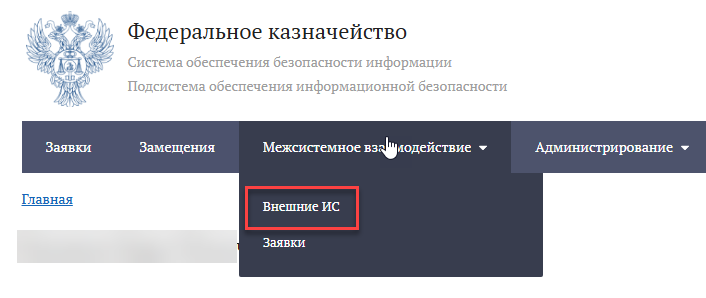 Федеральное казначейство
Система обеспечения безопасности информации
Подсистема обеспечения информационной безопасности
Заявки Замещения Межсистемное взаимодействие Администрирование
Главная
Внешние ИС
Заявки